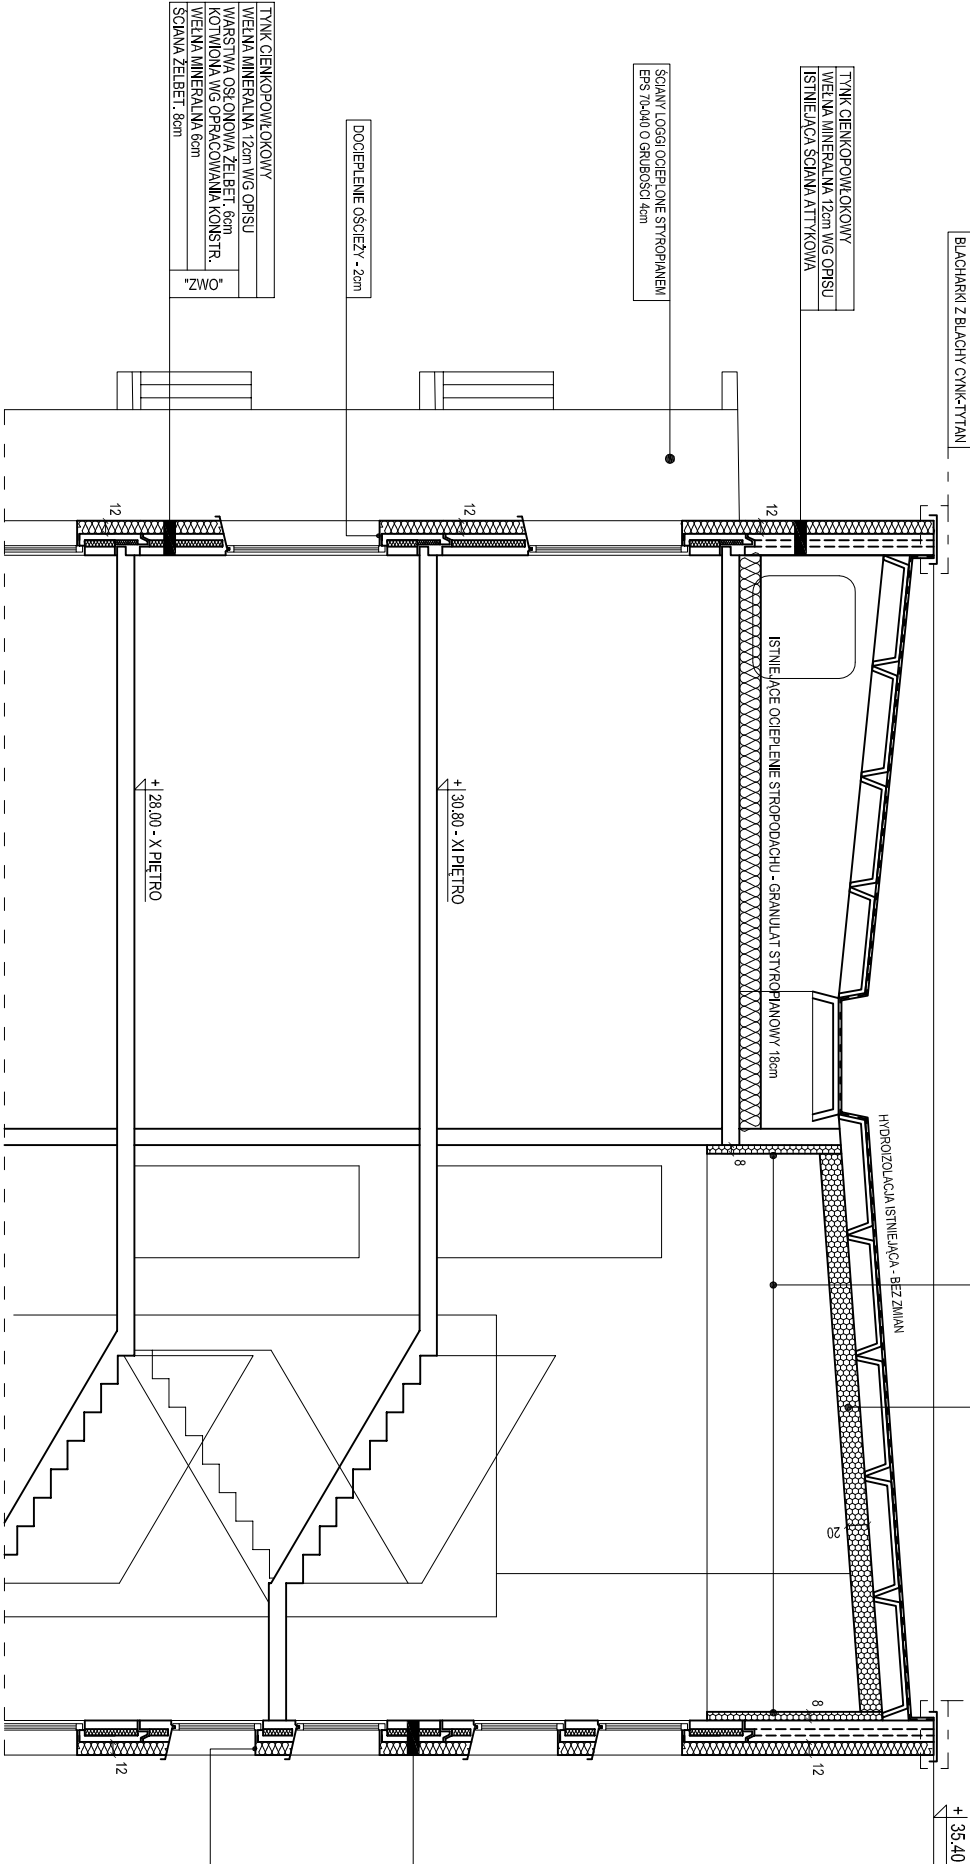 BLACHARKI Z BLACHY CYNK-TYTAN
TYNK CIENKOPOWŁOKOWY
WEŁNA MINERALNA 12cm WG OPISU
ISTNIEJĄCA ŚCIANA ATTYKOWA
ŚCIANY LOGGI OCIEPLONE STYROPIANEM
EPS 70-040 O GRUBOŚCI 4cm
DOCIEPLENIE OŚCIEŻY - 2cm
TYNK CIENKOPOWŁOKOWY
WEŁNA MINERALNA 12cm WG OPISU
WARSTWA OSŁONOWA ŻELBET. 6cm
KOTWIONA WG OPRACOWANIA KONSTR.
WEŁNA MINERALNA 6cm
ŚCIANA ŻELBET. 8cm
"ZWO"
12
12
12
ISTNIEJĄCE OCIEPLENIE STROPODACHU - GRANULAT STYROPIANOWY 18cm
+ 30.80 - XI PIĘTRO
+ 28.00 - X PIĘTRO
HYDROIZOLACJA ISTNIEJĄCA - BEZ ZMIAN
8
20
8
12
12
+ 35.40